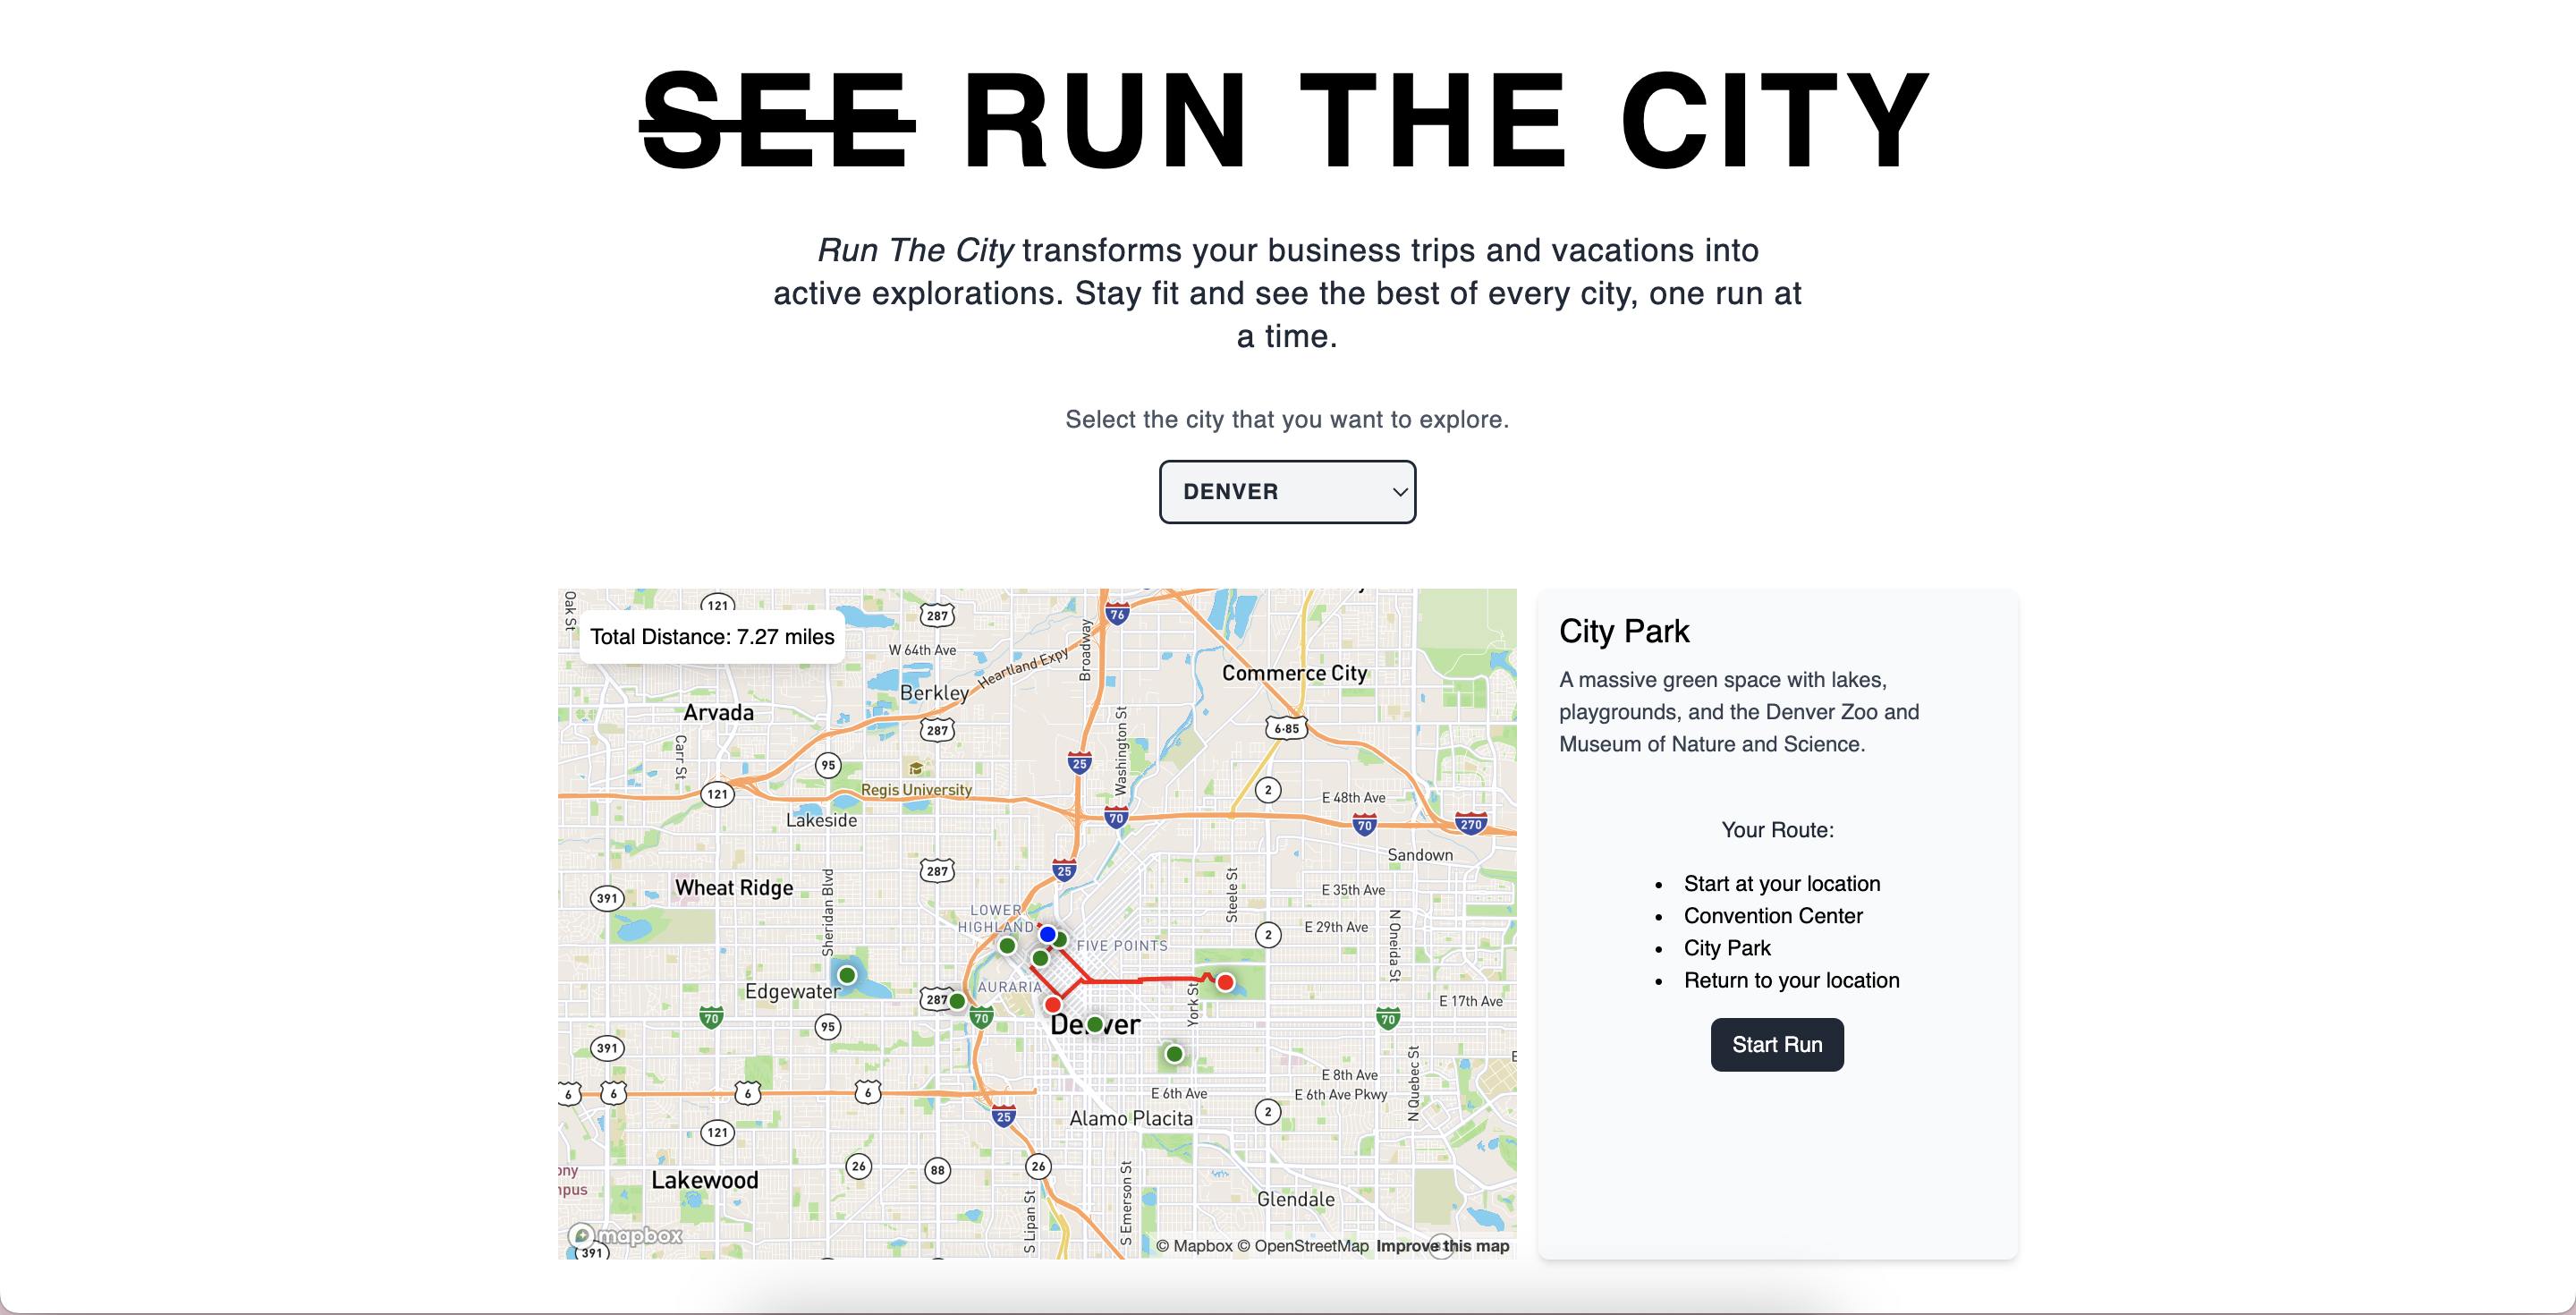 SEE RUN THE CITY
Run The City transforms your business trips and vacations into
active explorations. Stay fit and see the best of every city, one run at
a time.
Select the city that you want to explore.
DENVER
Total Distance: 7.27 miles
Oak St
121
287
76
W 64th Ave
Heartland Expy
Broadway
Commerce City
Berkley
Arvada
287
6-85
Carr St
25
Washington St
95
121
Regis University
2
E 48th Ave
70
70
270
Lakeside
Sandown
287
25
Wheat Ridge
391
Sheridan Blvd
Steele St
E 35th Ave
LOWER
HIGHLAND
FIVE POINTS
2
E 29th Ave
N Oneida St
Edgewater
287
AURARIA
York St
E 17th Ave
70
70
70
95
Denver
391
E 8th Ave
6
6
6
6
E 6th Ave
E 6th Ave Pkwy
N Quebec St
25
Alamo Placita
2
121
26
88
26
Lakewood
S Lipan St
S Emerson St
Glendale
mapbox
391
© Mapbox © OpenStreetMap Improve this map
City Park
A massive green space with lakes,
playgrounds, and the Denver Zoo and
Museum of Nature and Science.
Your Route:
• Start at your location
• Convention Center
• City Park
• Return to your location
Start Run